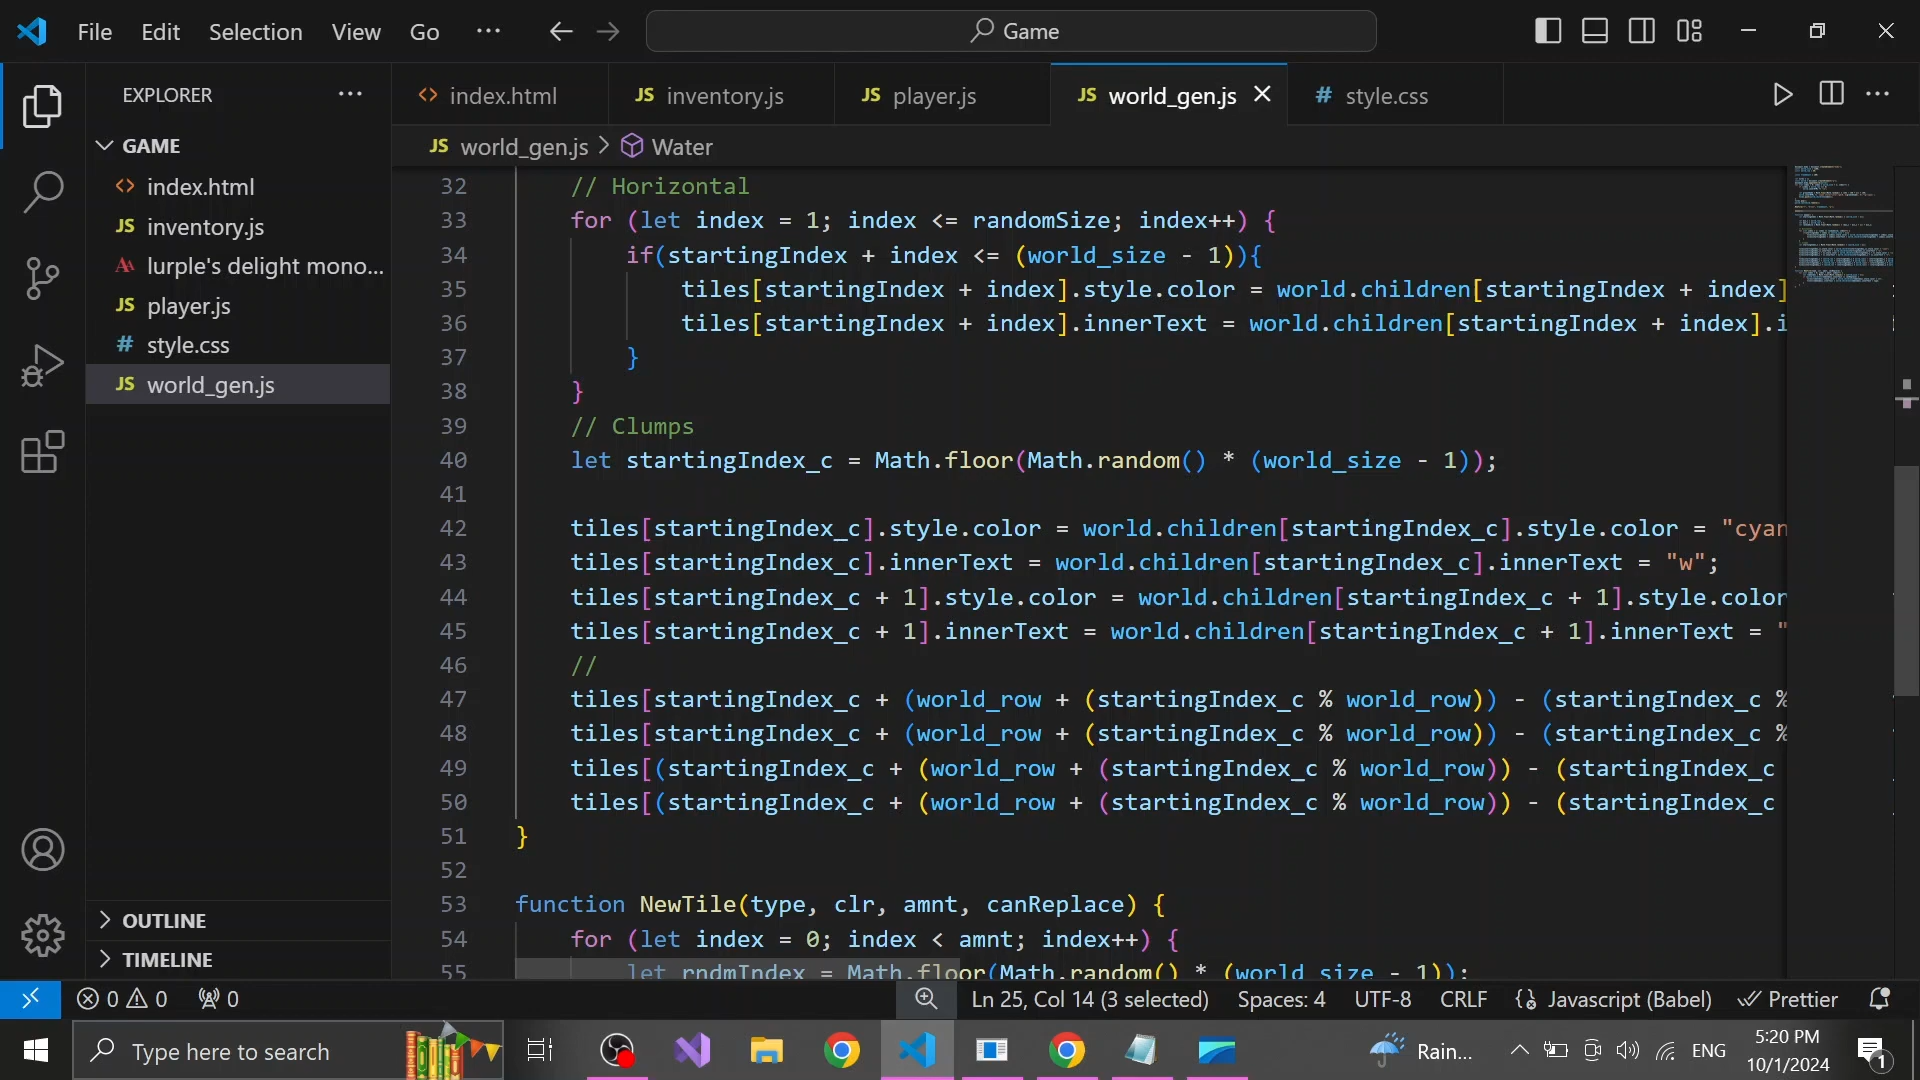 File Edit Selection View Go ··· Game
EXPLORER ···
index.html JS inventory.js JS player.js JS world_gen.js # style.css ···
JS world_gen.js > Water
GAME
index.html
JS inventory.js
lurple's delight mono...
JS player.js
# style.css
JS world_gen.js
OUTLINE
TIMELINE
32 // Horizontal
33 for (let index = 1; index <= randomSize; index++) {
34 if(startingIndex + index <= (world_size - 1)){
35 tiles[startingIndex + index].style.color = world.children[startingIndex + index]
36 tiles[startingIndex + index].innerText = world.children[startingIndex + index].i
37 }
38 }
39 // Clumps
40 let startingIndex_c = Math.floor(Math.random() * (world_size - 1));
41
42 tiles[startingIndex_c].style.color = world.children[startingIndex_c].style.color = "cyan
43 tiles[startingIndex_c].innerText = world.children[startingIndex_c].innerText = "w";
44 tiles[startingIndex_c + 1].style.color = world.children[startingIndex_c + 1].style.color
45 tiles[startingIndex_c + 1].innerText = world.children[startingIndex_c + 1].innerText = "
46 //
47 tiles[startingIndex_c + (world_row + (startingIndex_c % world_row)) - (startingIndex_c %
48 tiles[startingIndex_c + (world_row + (startingIndex_c % world_row)) - (startingIndex_c %
49 tiles[(startingIndex_c + (world_row + (startingIndex_c % world_row)) - (startingIndex_c
50 tiles[(startingIndex_c + (world_row + (startingIndex_c % world_row)) - (startingIndex_c
51 }
52
53 function NewTile(type, clr, amnt, canReplace) {
54 for (let index = 0; index < amnt; index++) {
55 let rndmIndex = Math.floor(Math.random() * (world_size - 1));
0 0 0 Ln 25, Col 14 (3 selected) Spaces: 4 UTF-8 CRLF Javascript (Babel) Prettier
Type here to search Rain... ENG 5:20 PM 10/1/2024 1